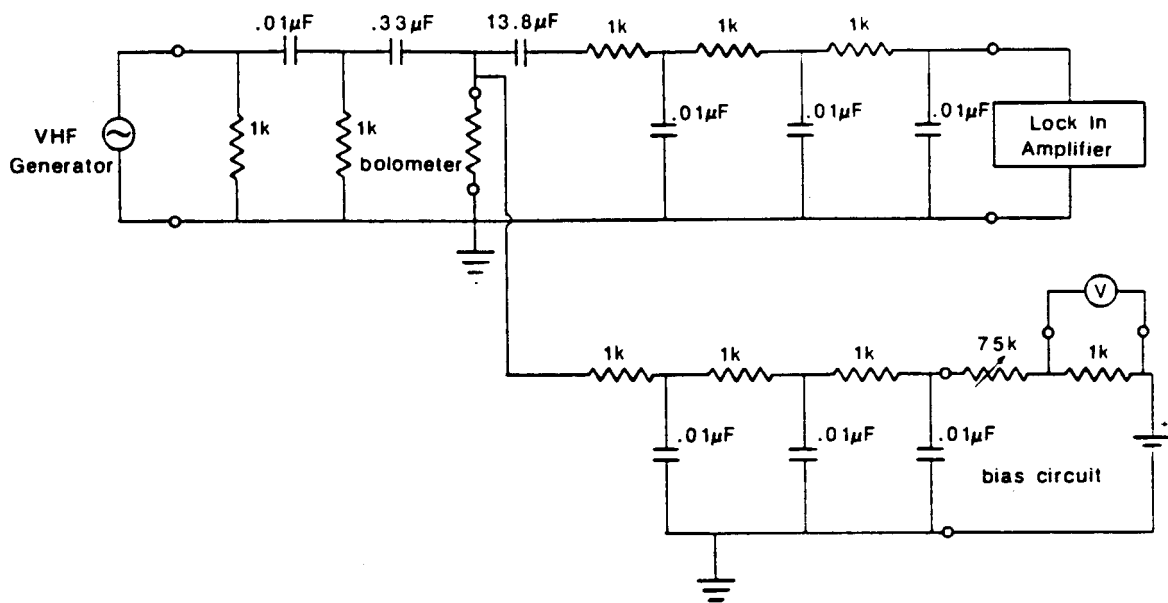 .01µF
.33µF
13.8µF
1k
1k
1k
VHF
Generator
1k
1k
bolometer
.01µF
.01µF
.01µF
Lock In
Amplifier
V
1k
1k
1k
75k
1k
.01µF
.01µF
.01µF
+
bias circuit